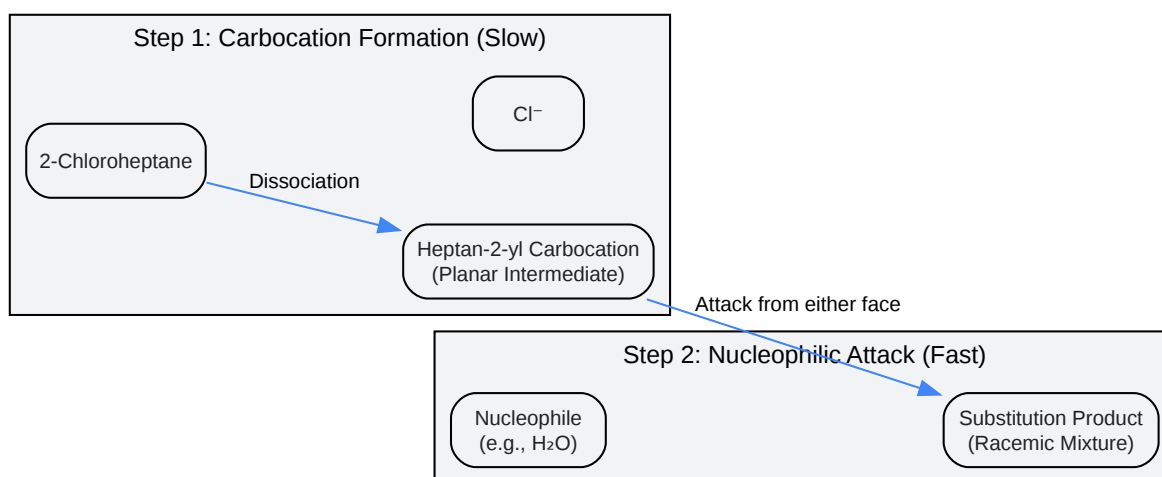 Step 1: Carbocation Formation (Slow)
Cl⁻
2-Chloroheptane
Dissociation
Heptan-2-yl Carbocation
(Planar Intermediate)
Attack from either face
Step 2: Nucleophilic Attack (Fast)
Nucleophile
(e.g., H₂O)
Substitution Product
(Racemic Mixture)